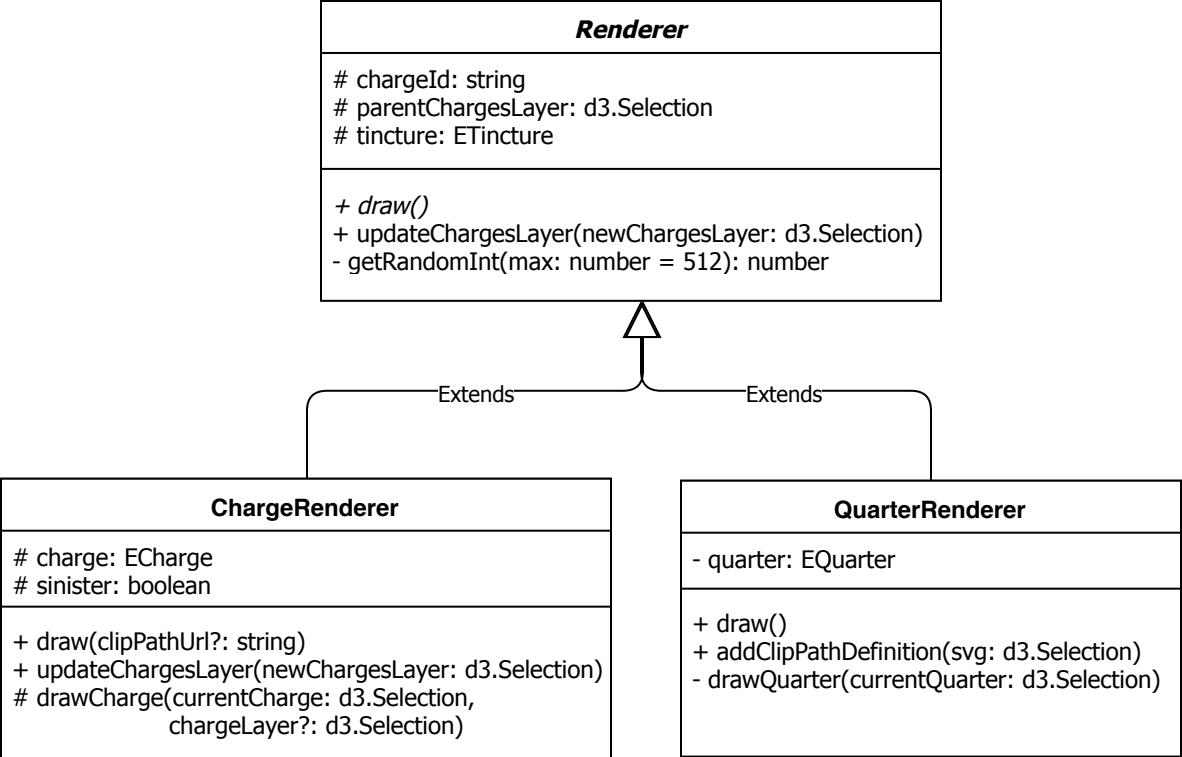 Renderer
# chargeId: string
# parentChargesLayer: d3.Selection
# tincture: ETincture
+ draw()
+ updateChargesLayer(newChargesLayer: d3.Selection)
- getRandomInt(max: number = 512): number
Extends
Extends
ChargeRenderer
# charge: ECharge
# sinister: boolean
+ draw(clipPathUrl?: string)
+ updateChargesLayer(newChargesLayer: d3.Selection)
# drawCharge(currentCharge: d3.Selection,
chargeLayer?: d3.Selection)
QuarterRenderer
- quarter: EQuarter
+ draw()
+ addClipPathDefinition(svg: d3.Selection)
- drawQuarter(currentQuarter: d3.Selection)